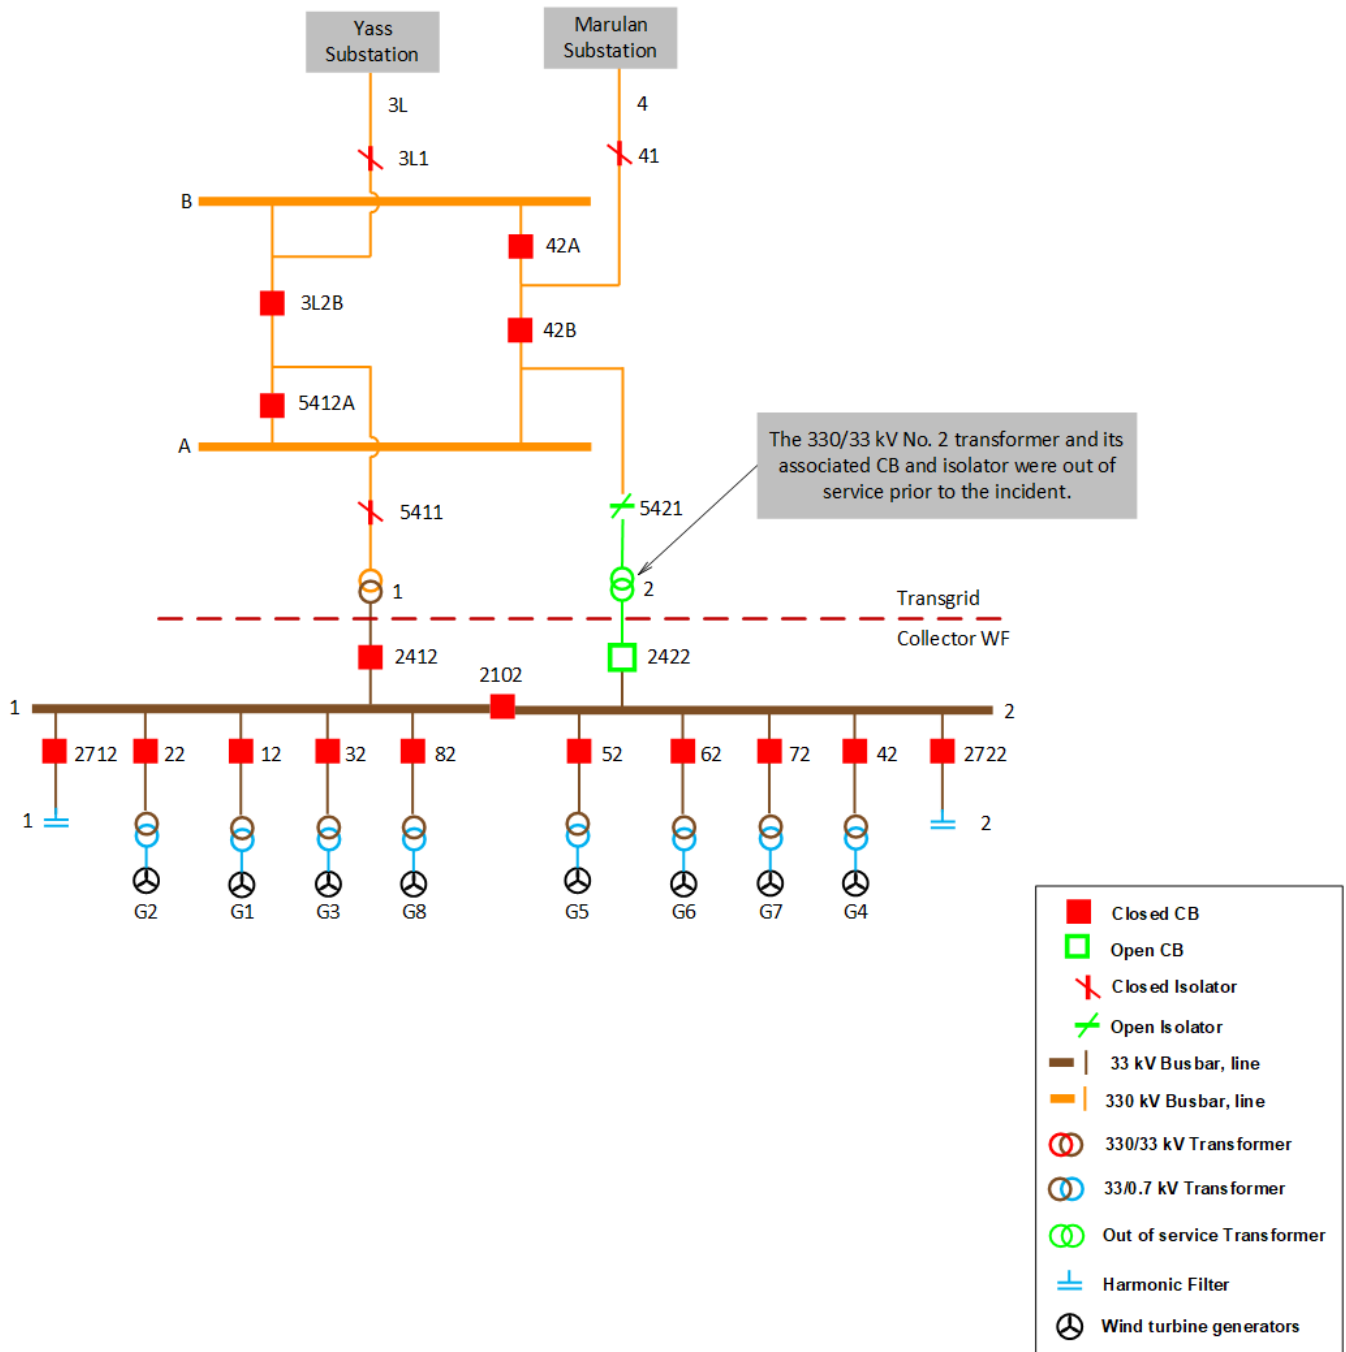 Yass
Substation
Marulan
Substation
3L
4
3L1
41
B
42A
3L2B
42B
5412A
A
The 330/33 kV No. 2 transformer and its
associated CB and isolator were out of
service prior to the incident.
5411
5421
1
2
Transgrid
Collector WF
2412
2422
2102
1
2
2712
22
12
32
82
52
62
72
42
2722
1
2
G2
G1
G3
G8
G5
G6
G7
G4
Closed CB
Open CB
Closed Isolator
Open Isolator
33 kV Busbar, line
330 kV Busbar, line
330/33 kV Transformer
33/0.7 kV Transformer
Out of service Transformer
Harmonic Filter
Wind turbine generators